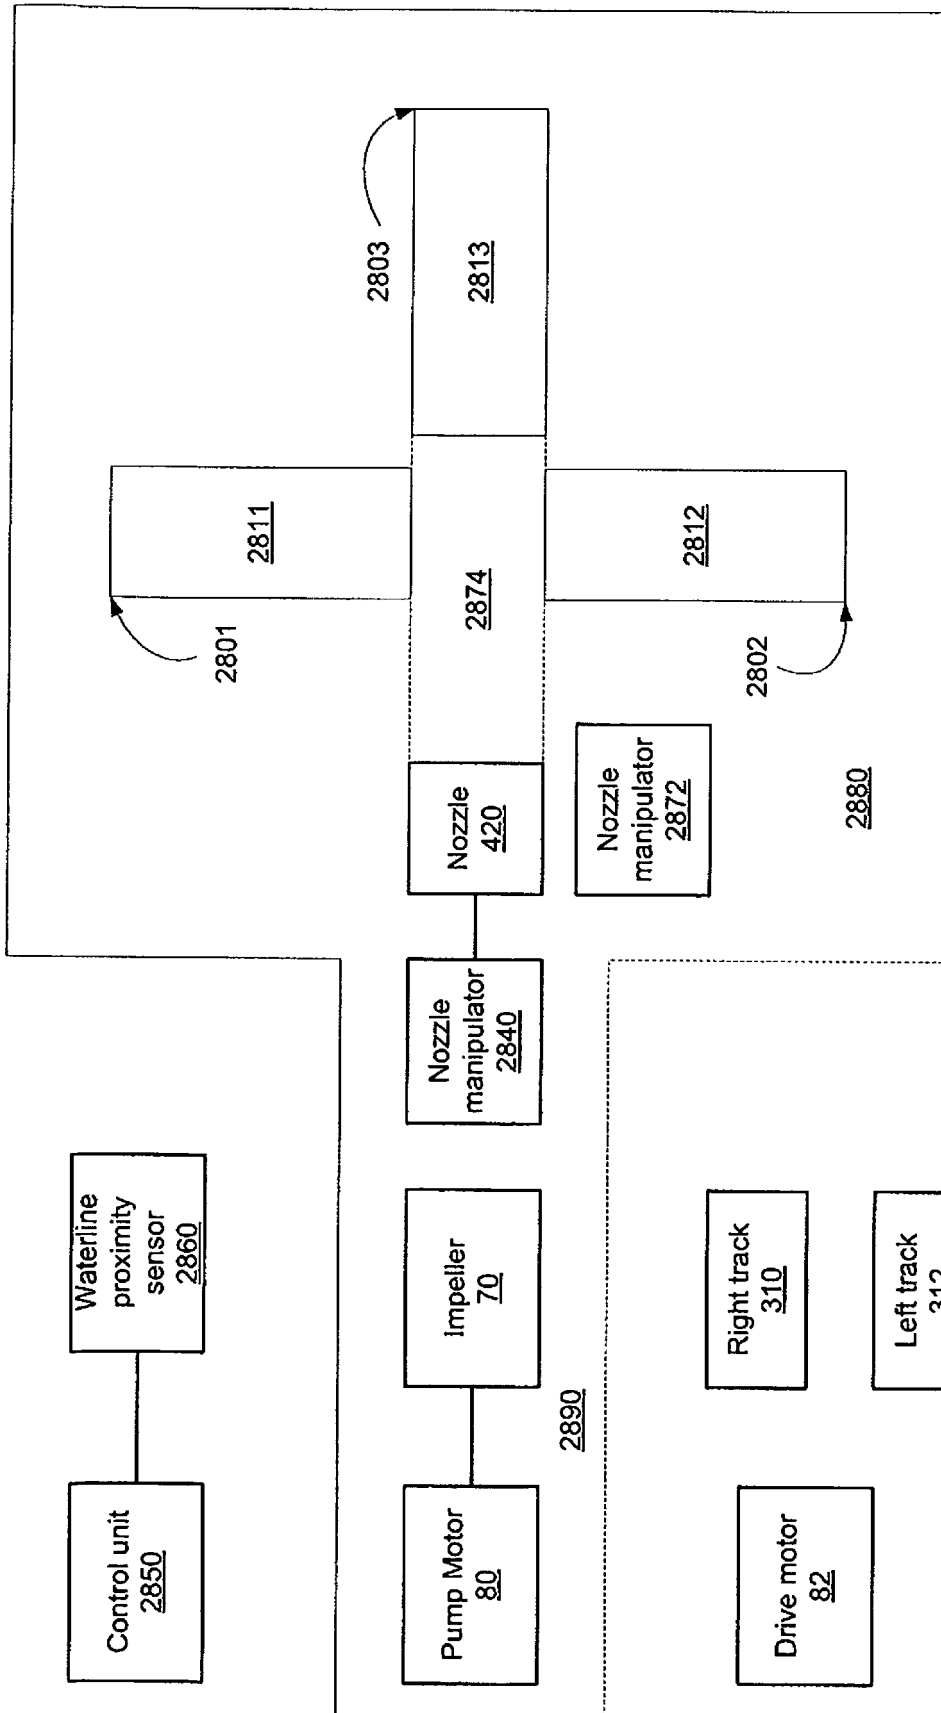 Control unit
2850
Waterline
proximity
sensor
2860
2801
2811
2803
Pump Motor
80
Impeller
70
Nozzle
manipulator
2840
Nozzle
420
2874
2813
2890
Nozzle
manipulator
2872
2802
2812
Drive motor
82
Right track
310
2880
Left track